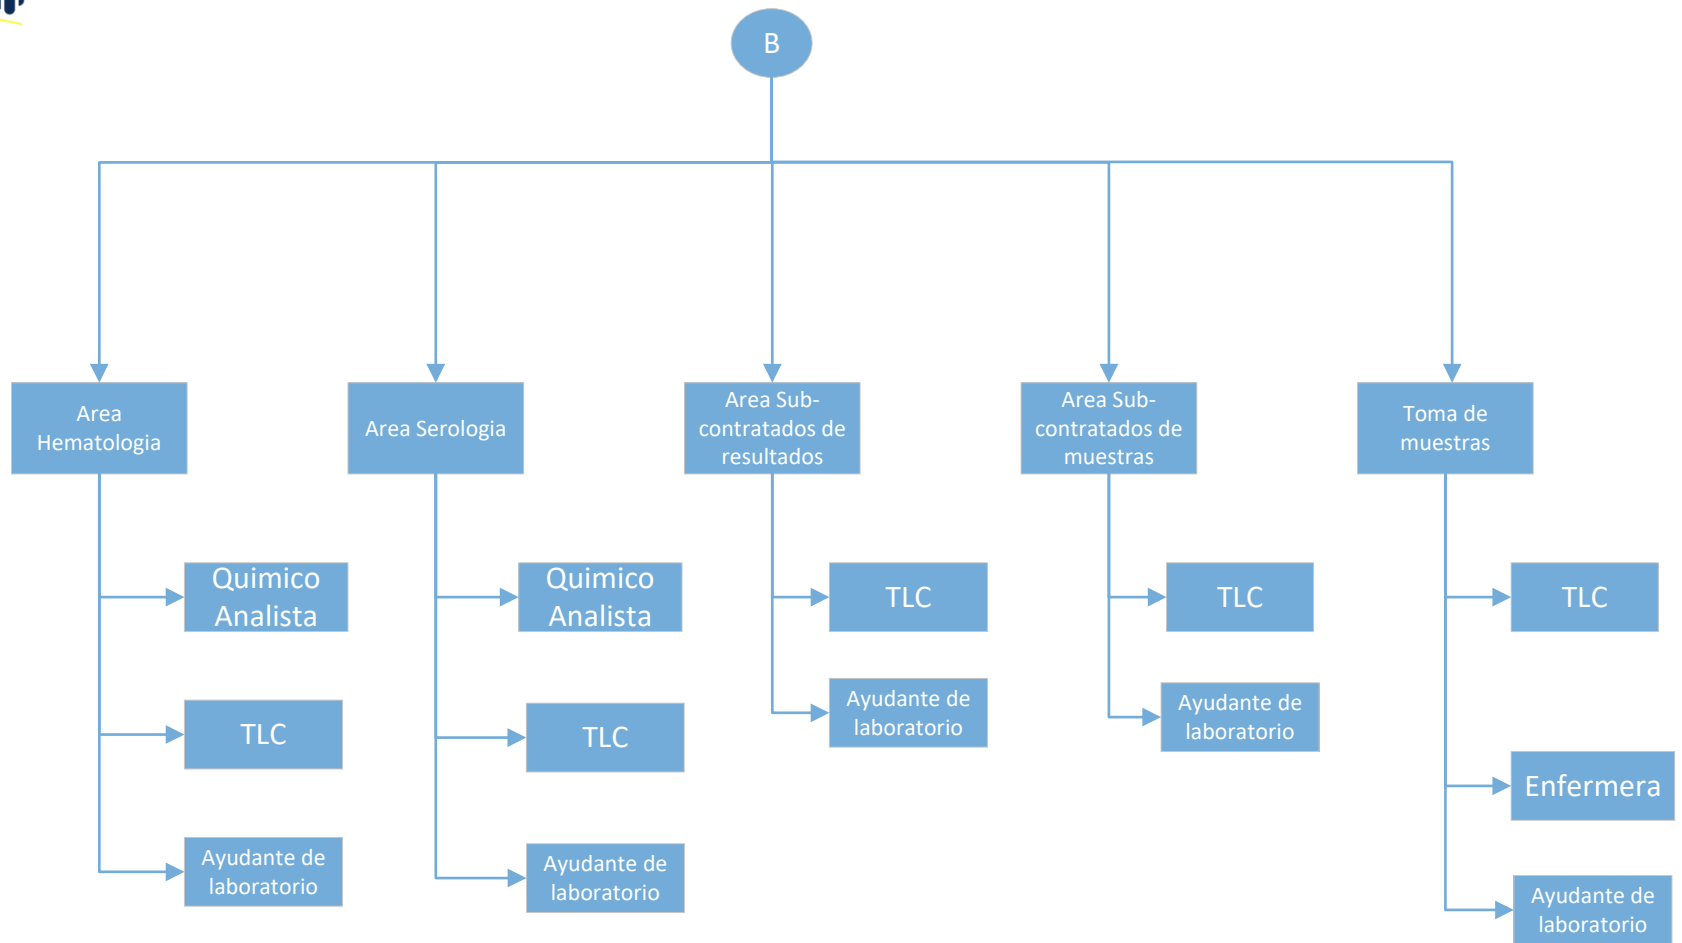 B
Area
Hematologia
Area Serologia
Area Sub-
contratados de
resultados
Area Sub-
contratados de
muestras
Toma de
muestras
Quimico
Analista
Quimico
Analista
TLC
TLC
TLC
TLC
TLC
Ayudante de
laboratorio
Ayudante de
laboratorio
Enfermera
Ayudante de
laboratorio
Ayudante de
laboratorio
Ayudante de
laboratorio